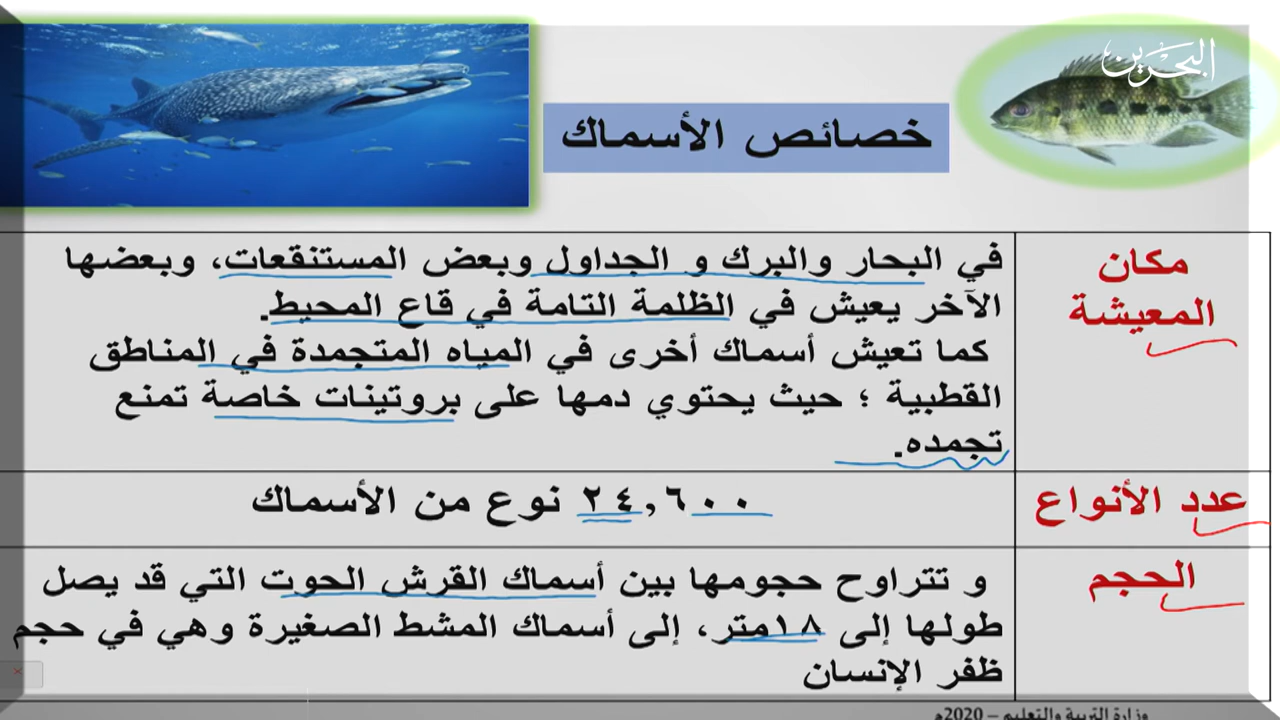 البحرين
خصائص الأسماك
مكان
المعيشة
في البحار والبرك و الجداول وبعض المستنقعات، وبعضها
الآخر يعيش في الظلمة التامة في قاع المحيط.
كما تعيش أسماك أخرى في المياه المتجمدة في المناطق
القطبية ؛ حيث يحتوي دمها على بروتينات خاصة تمنع
تجمده.
عدد الأنواع
٢٤,٦٠٠ نوع من الأسماك
الحجم
و تتراوح حجومها بين أسماك القرش الحوت التي قد يصل
طولها إلى ١٨متر، إلى أسماك المشط الصغيرة وهي في حجم
ظفر الإنسان
وزارة التربية والتعليم – 2020م